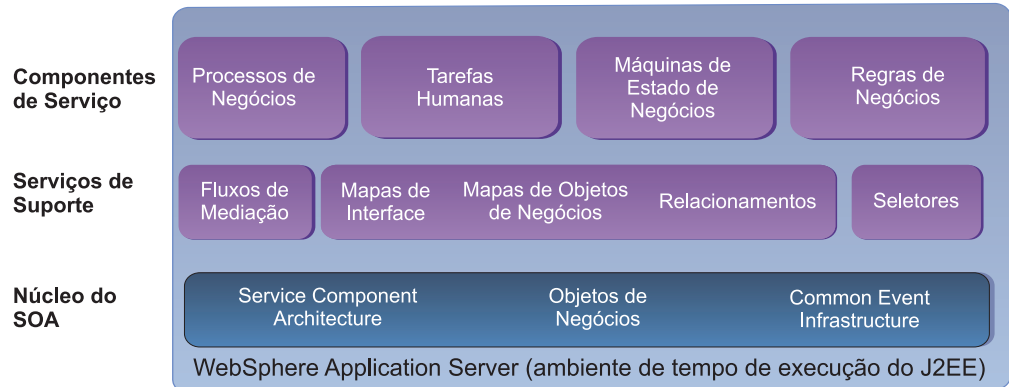 Componentes
de Serviço
Processos de
Negócios
Tarefas
Humanas
Máquinas de
Estado de
Negócios
Regras de
Negócios
Serviços de
Suporte
Fluxos de
Mediação
Mapas de
Interface
Mapas de Objetos
de Negócios
Relacionamentos
Seletores
Núcleo do
SOA
Service Component
Architecture
Objetos de
Negócios
Common Event
Infrastructure
WebSphere Application Server (ambiente de tempo de execução do J2EE)